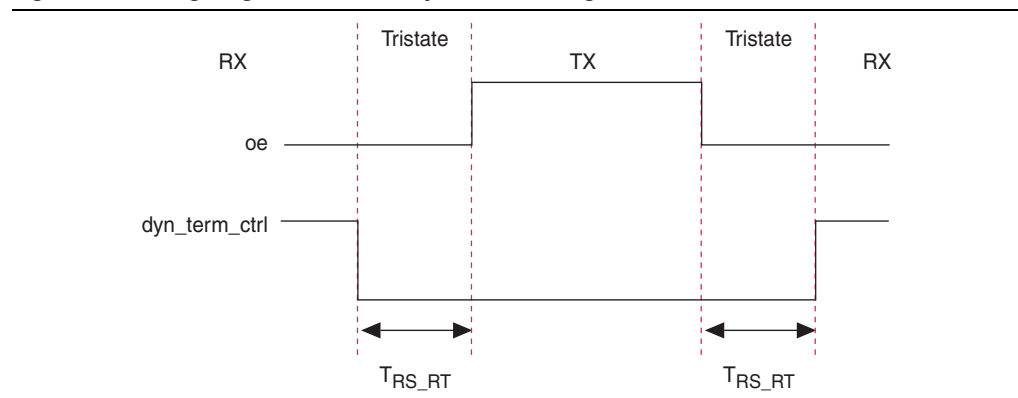 Tristate
Tristate
RX
TX
RX
oe
dyn_term_ctrl
TRS_RT
TRS_RT